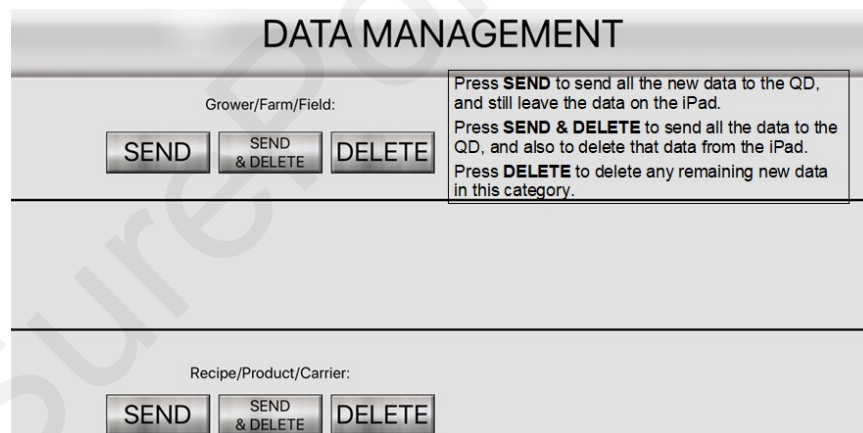 DATA MANAGEMENT
Grower/Farm/Field:
SEND
SEND
& DELETE
DELETE
Press SEND to send all the new data to the QD,
and still leave the data on the iPad.
Press SEND & DELETE to send all the data to the
QD, and also to delete that data from the iPad.
Press DELETE to delete any remaining new data
in this category.
Recipe/Product/Carrier:
SEND
SEND
& DELETE
DELETE